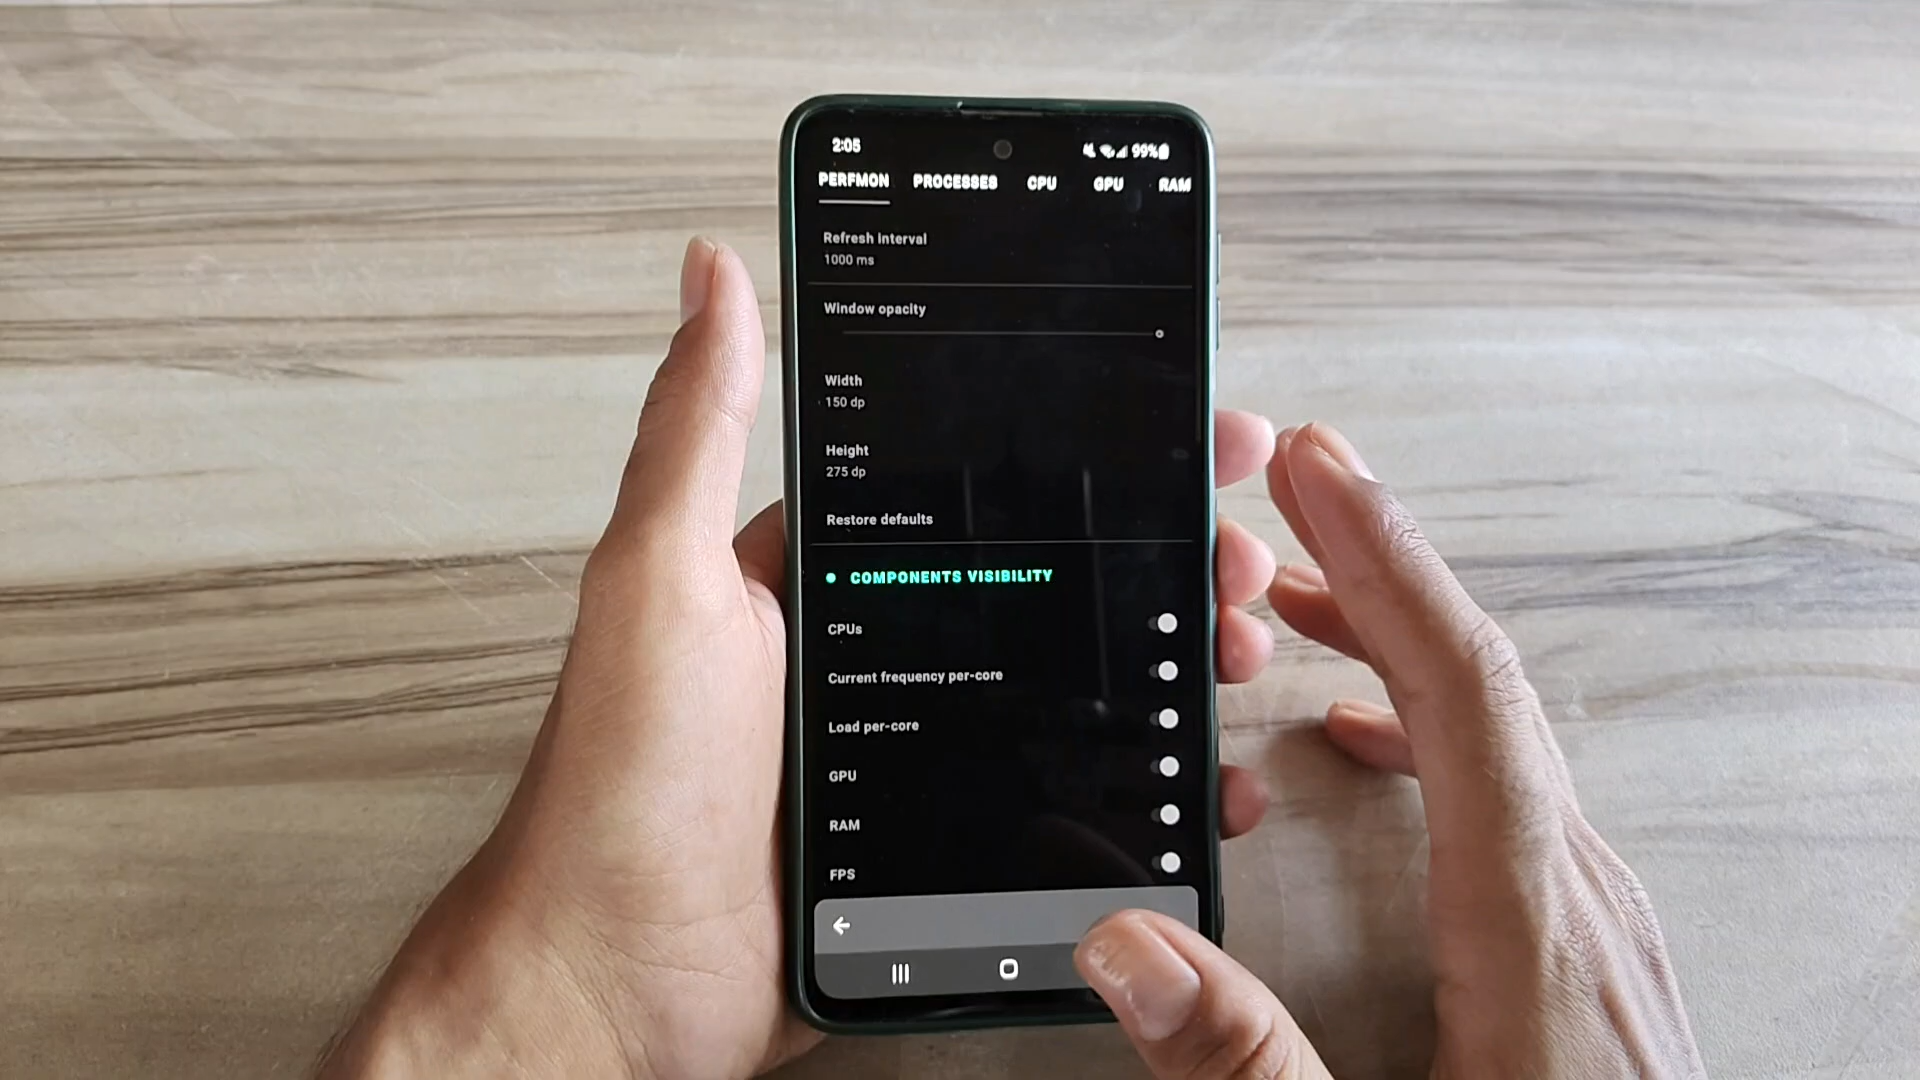 2:05 99%
PERFMON PROCESSES CPU GPU RAM
Refresh interval
1000 ms
Window opacity
Width
150 dp
Height
275 dp
Restore defaults
COMPONENTS VISIBILITY
CPUs
Current frequency per-core
Load per-core
GPU
RAM
FPS